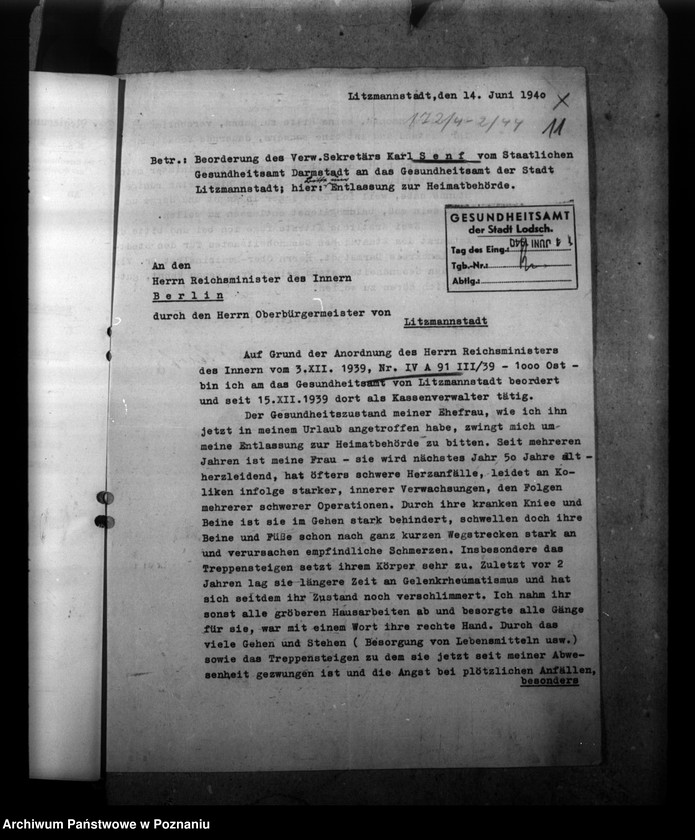 Litzmannstadt,den 14. Juni 1940
172/4-2/44
11
Betr.: Beorderung des Verw.Sekretärs Karl S e n f vom Staatlichen
Gesundheitsamt Darmstadt an das Gesundheitsamt der Stadt
Litzmannstadt; hier: Entlassung zur Heimatbehörde.
GESUNDHEITSAMT
der Stadt Lodsch.
Tag des Eing.: 14. JUNI 1940
Tgb.-Nr.:
Abtlg.:
An den
Herrn Reichsminister des Innern
B e r l i n
durch den Herrn Oberbürgermeister von
Litzmannstadt
Auf Grund der Anordnung des Herrn Reichsministers
des Innern vom 3.XII. 1939, Nr. IV A 91 III/39 - 1000 Ost -
bin ich am das Gesundheitsamt von Litzmannstadt beordert
und seit 15.XII.1939 dort als Kassenverwalter tätig.
Der Gesundheitszustand meiner Ehefrau, wie ich ihn
jetzt in meinem Urlaub angetroffen habe, zwingt mich um-
meine Entlassung zur Heimatbehörde zu bitten. Seit mehreren
Jahren ist meine Frau - sie wird nächstes Jahr 50 Jahre alt -
herzleidend, hat öfters schwere Herzanfälle, leidet an Ko-
liken infolge starker, innerer Verwachsungen, den Folgen
mehrerer schwerer Operationen. Durch ihre kranken Kniee und
Beine ist sie im Gehen stark behindert, schwellen doch ihre
Beine und Füße schon nach ganz kurzen Wegstrecken stark an
und verursachen empfindliche Schmerzen. Insbesondere das
Treppensteigen setzt ihrem Körper sehr zu. Zuletzt vor 2
Jahren lag sie längere Zeit an Gelenkrheumatismus und hat
sich seitdem ihr Zustand noch verschlimmert. Ich nahm ihr
sonst alle gröberen Hausarbeiten ab und besorgte alle Gänge
für sie, war mit einem Wort ihre rechte Hand. Durch das
viele Gehen und Stehen ( Besorgung von Lebensmitteln usw.)
sowie das Treppensteigen zu dem sie jetzt seit meiner Abwe-
senheit gezwungen ist und die Angst bei plötzlichen Anfällen,
besonders
Archiwum Państwowe w Poznaniu